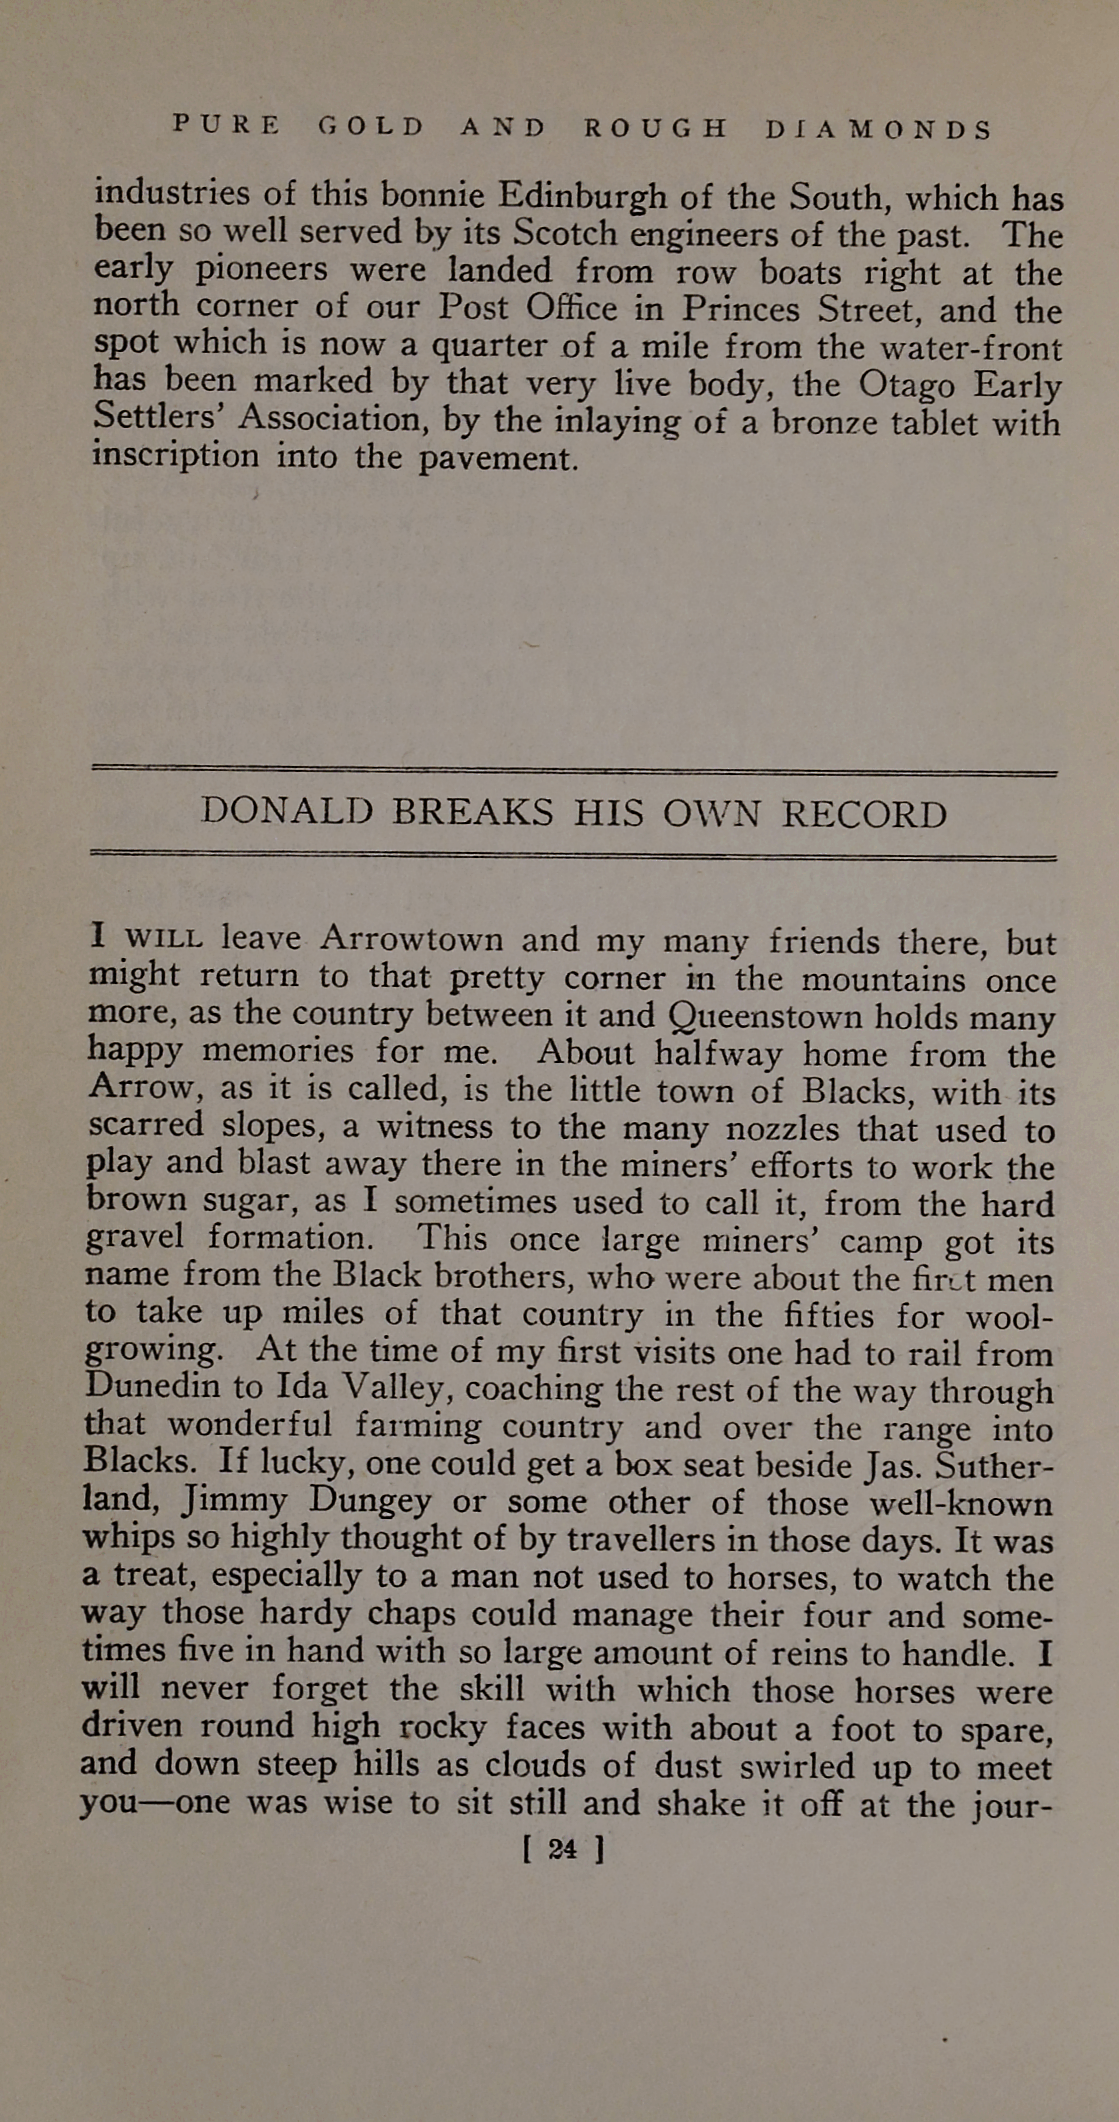 PURE GOLD AND ROUGH DIAMONDS
industries of this bonnie Edinburgh of the South, which has
been so well served by its Scotch engineers of the past. The
early pioneers were landed from row boats right at the
north corner of our Post Office in Princes Street, and the
spot which is now a quarter of a mile from the water-front
has been marked by that very live body, the Otago Early
Settlers’ Association, by the inlaying of a bronze tablet with
inscription into the pavement.
DONALD BREAKS HIS OWN RECORD
I WILL leave Arrowtown and my many friends there, but
might return to that pretty corner in the mountains once
more, as the country between it and Queenstown holds many
happy memories for me. About halfway home from the
Arrow, as it is called, is the little town of Blacks, with its
scarred slopes, a witness to the many nozzles that used to
play and blast away there in the miners’ efforts to work the
brown sugar, as I sometimes used to call it, from the hard
gravel formation. This once large miners’ camp got its
name from the Black brothers, who were about the first men
to take up miles of that country in the fifties for wool-
growing. At the time of my first visits one had to rail from
Dunedin to Ida Valley, coaching the rest of the way through
that wonderful farming country and over the range into
Blacks. If lucky, one could get a box seat beside Jas. Suther-
land, Jimmy Dungey or some other of those well-known
whips so highly thought of by travellers in those days. It was
a treat, especially to a man not used to horses, to watch the
way those hardy chaps could manage their four and some-
times five in hand with so large amount of reins to handle. I
will never forget the skill with which those horses were
driven round high rocky faces with about a foot to spare,
and down steep hills as clouds of dust swirled up to meet
you—one was wise to sit still and shake it off at the jour-
[ 24 ]